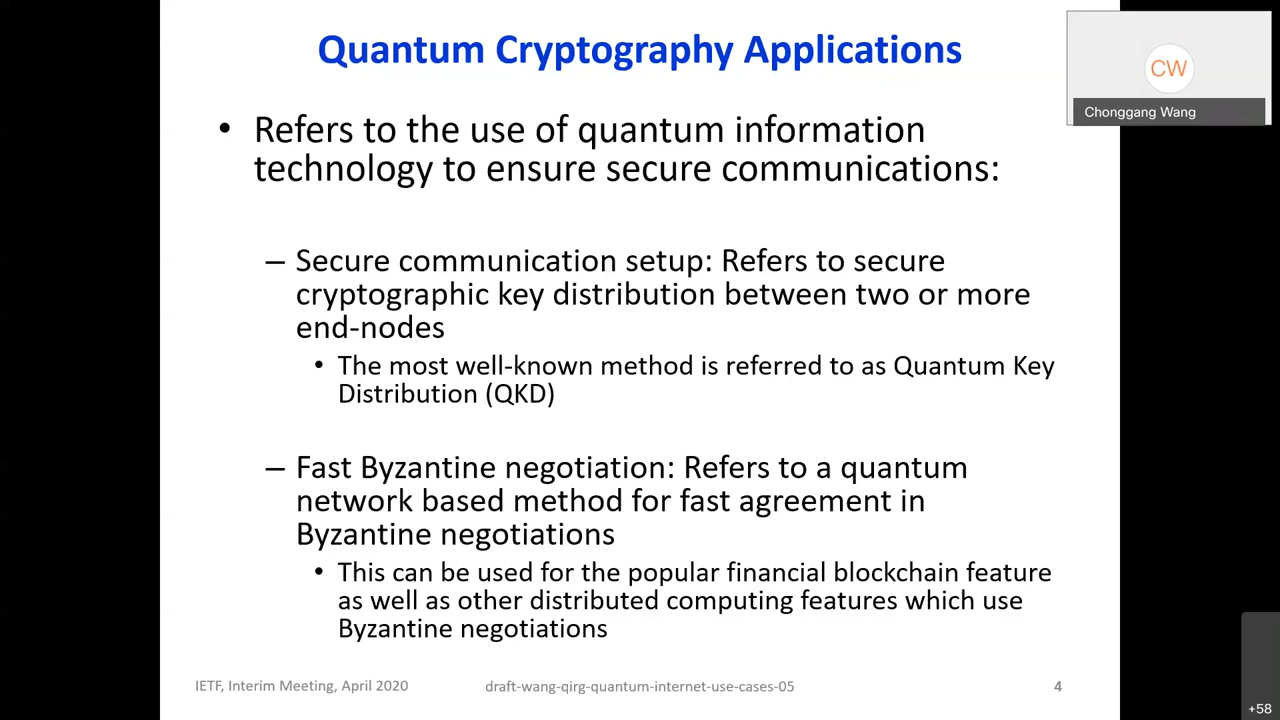 Quantum Cryptography Applications
CW
Chonggang Wang
• Refers to the use of quantum information
technology to ensure secure communications:
– Secure communication setup: Refers to secure
cryptographic key distribution between two or more
end-nodes
• The most well-known method is referred to as Quantum Key
Distribution (QKD)
– Fast Byzantine negotiation: Refers to a quantum
network based method for fast agreement in
Byzantine negotiations
• This can be used for the popular financial blockchain feature
as well as other distributed computing features which use
Byzantine negotiations
IETF, Interim Meeting, April 2020
draft-wang-qirg-quantum-internet-use-cases-05
4
+58